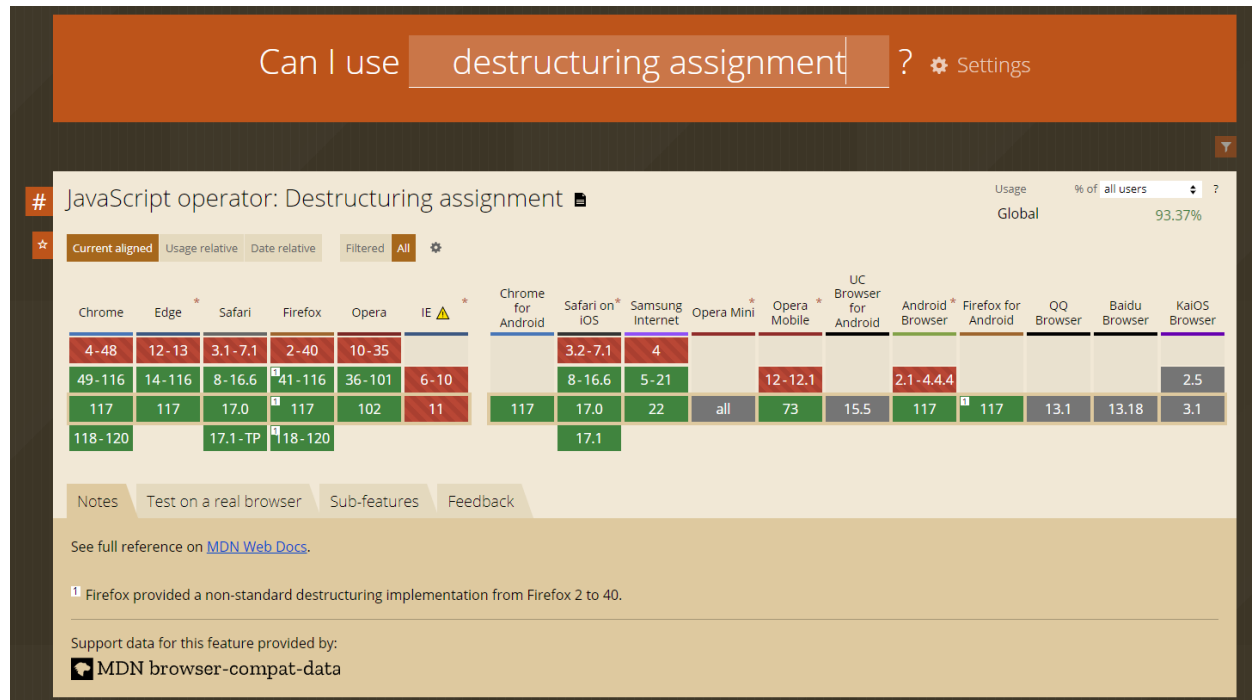 Can I use destructuring assignment ? Settings
# JavaScript operator: Destructuring assignment
Usage % of all users ?
Global 93.37%
Current aligned Usage relative Date relative Filtered All
Chrome Edge * Safari Firefox Opera IE * Chrome for Android Safari on iOS * Samsung Internet Opera Mini * Opera Mobile * UC Browser for Android Android Browser * Firefox for Android QQ Browser Baidu Browser KaiOS Browser
4-48 12-13 3.1-7.1 2-40 10-35 3.2-7.1 4
49-116 14-116 8-16.6 1 41-116 36-101 6-10 8-16.6 5-21 12-12.1 2.1-4.4.4 2.5
117 117 17.0 1 117 102 11 117 17.0 22 all 73 15.5 117 1 117 13.1 13.18 3.1
118-120 17.1-TP 1 118-120 17.1
Notes Test on a real browser Sub-features Feedback
See full reference on MDN Web Docs.
1 Firefox provided a non-standard destructuring implementation from Firefox 2 to 40.
Support data for this feature provided by:
MDN browser-compat-data